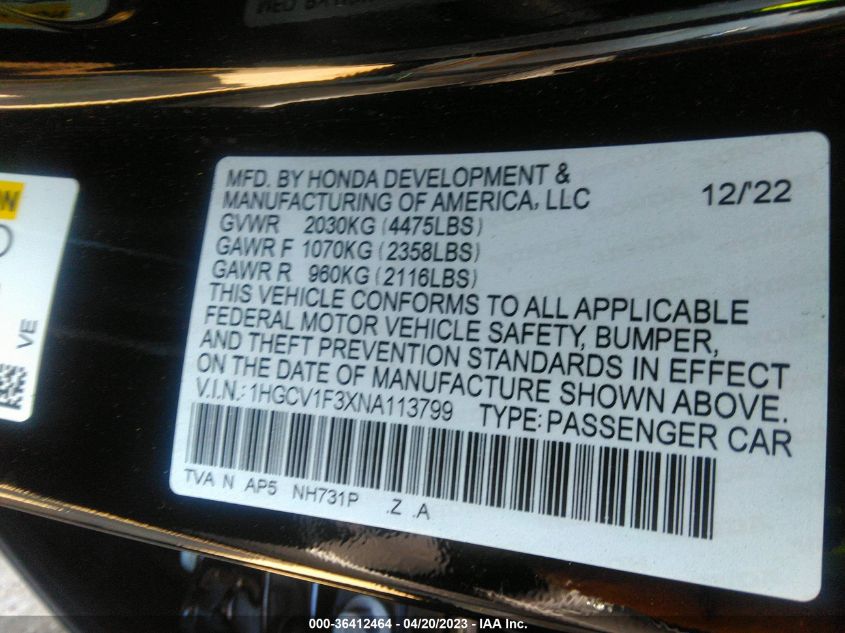 MFD. BY HONDA DEVELOPMENT &
MANUFACTURING OF AMERICA, LLC 12/'22
GVWR 2030KG (4475LBS)
GAWR F 1070KG (2358LBS)
GAWR R 960KG (2116LBS)
THIS VEHICLE CONFORMS TO ALL APPLICABLE
FEDERAL MOTOR VEHICLE SAFETY, BUMPER,
AND THEFT PREVENTION STANDARDS IN EFFECT
ON THE DATE OF MANUFACTURE SHOWN ABOVE.
V.I.N.: 1HGCV1F3XNA113799 TYPE: PASSENGER CAR
TVA N AP5 NH731P .Z .A
VE
000-36412464 - 04/20/2023 - IAA Inc.